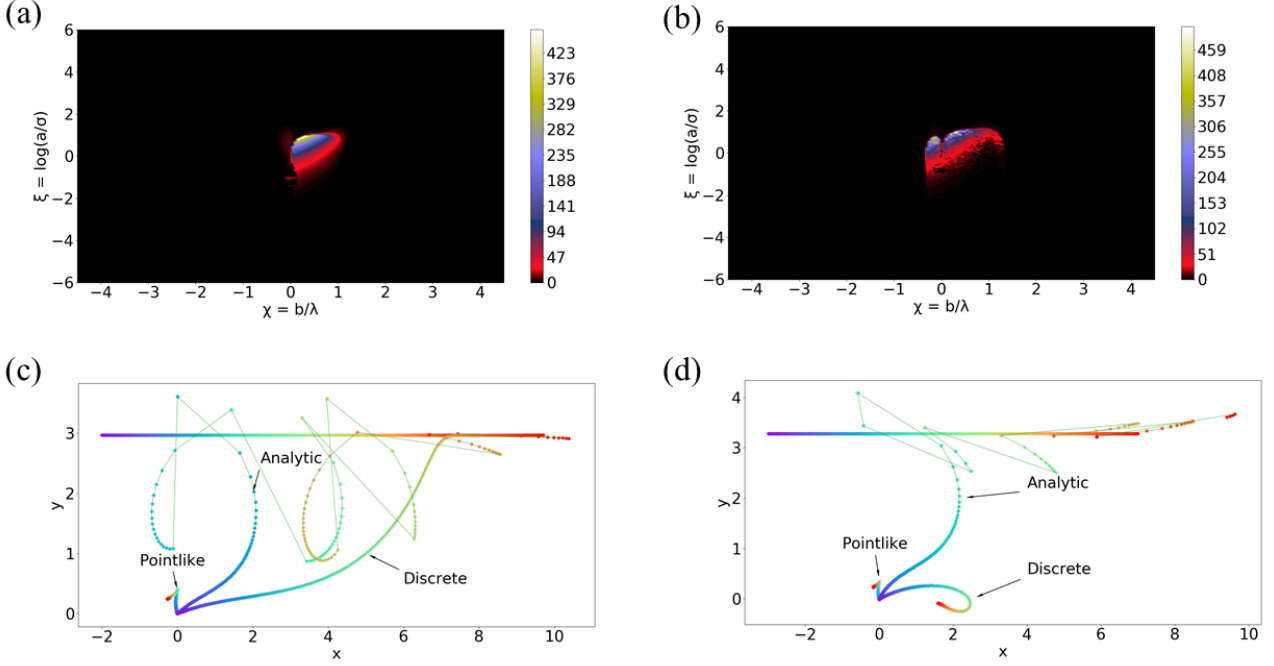 (a)
6
4
2
0
−2
−4
−6
ξ = log(a/σ)
−4 −3 −2 −1 0 1 2 3 4
χ = b/λ
423
376
329
282
235
188
141
94
47
0
(b)
6
4
2
0
−2
−4
−6
ξ = log(a/σ)
−4 −3 −2 −1 0 1 2 3 4
χ = b/λ
459
408
357
306
255
204
153
102
51
0
(c)
3
2
1
0
y
Analytic
Pointlike
Discrete
−2 0 2 4 6 8 10
x
(d)
4
3
2
1
0
y
Analytic
Pointlike
Discrete
−2 0 2 4 6 8 10
x